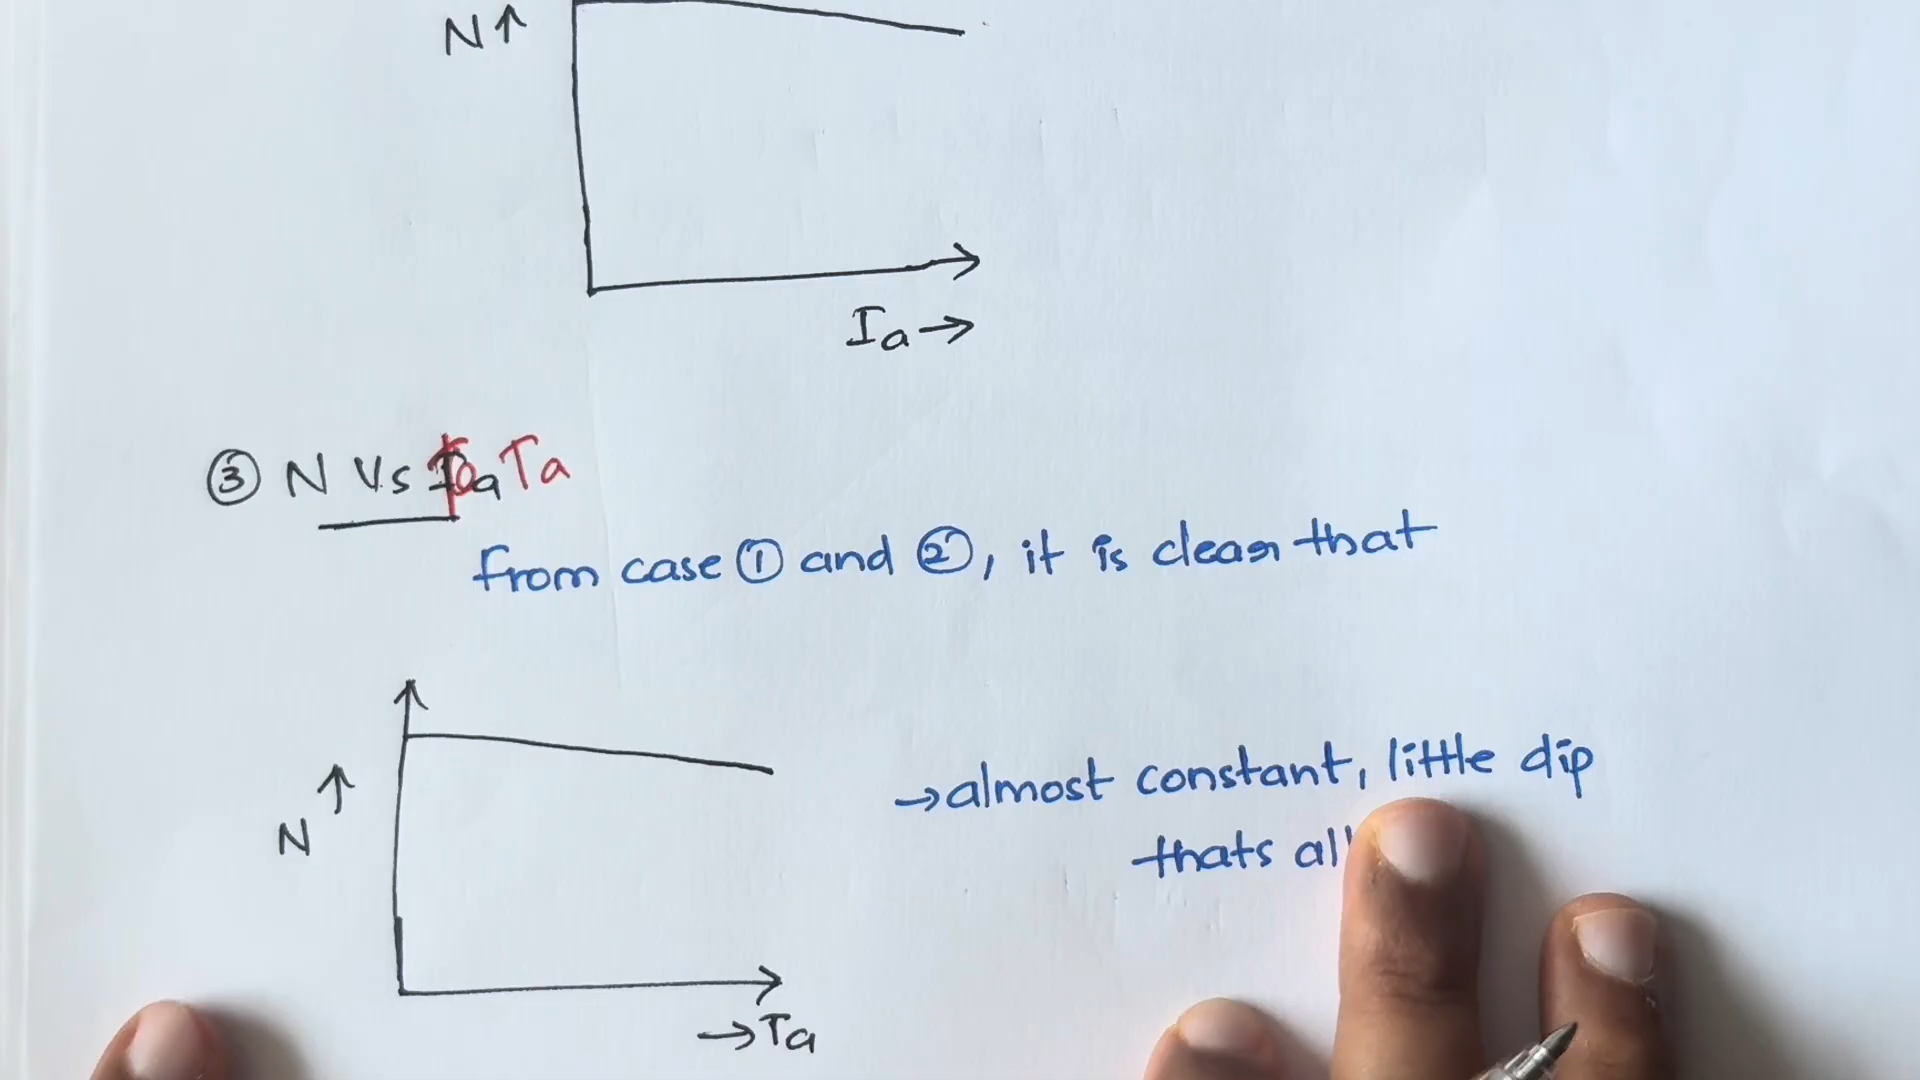 N↑
Ia→
③ N Vs Ta
from case ① and ②, it is clear that
N ↑
→almost constant, little dip
thats all
→Ta